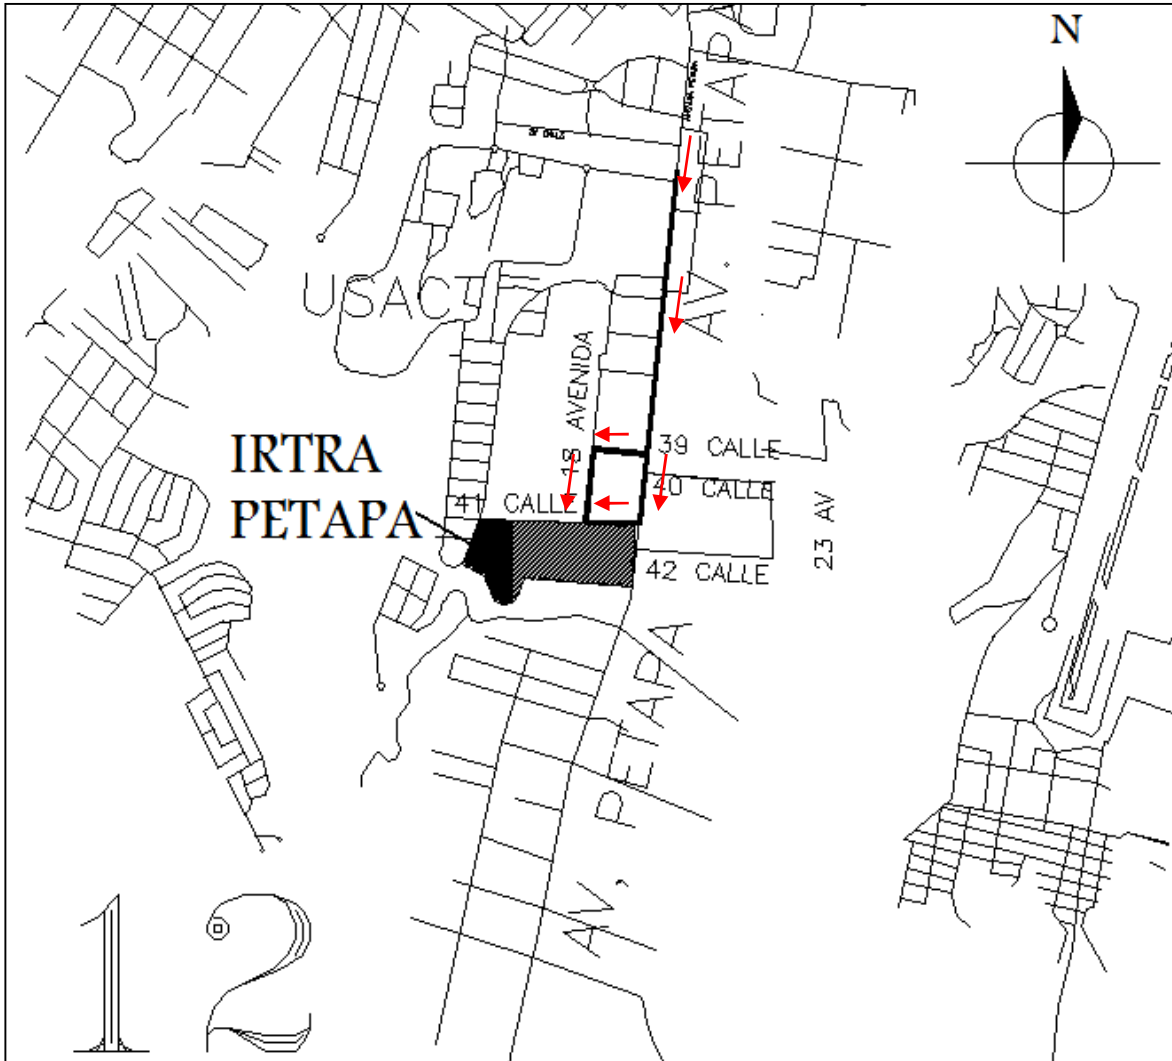 N
AV. PETAPA
USAC
18 AVENIDA
39 CALLE
40 CALLE
41 CALLE
42 CALLE
23 AV
IRTRA
PETAPA
AV. PETAPA
12